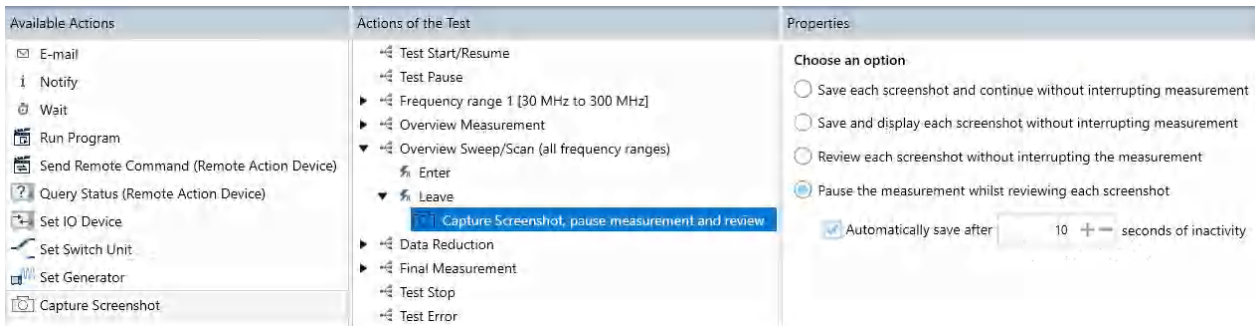 Available Actions
E-mail
Notify
Wait
Run Program
Send Remote Command (Remote Action Device)
Query Status (Remote Action Device)
Set IO Device
Set Switch Unit
Set Generator
Capture Screenshot
Actions of the Test
Test Start/Resume
Test Pause
Frequency range 1 [30 MHz to 300 MHz]
Overview Measurement
Overview Sweep/Scan (all frequency ranges)
Enter
Leave
Capture Screenshot, pause measurement and review
Data Reduction
Final Measurement
Test Stop
Test Error
Properties
Choose an option
Save each screenshot and continue without interrupting measurement
Save and display each screenshot without interrupting measurement
Review each screenshot without interrupting the measurement
Pause the measurement whilst reviewing each screenshot
Automatically save after 10 + − seconds of inactivity